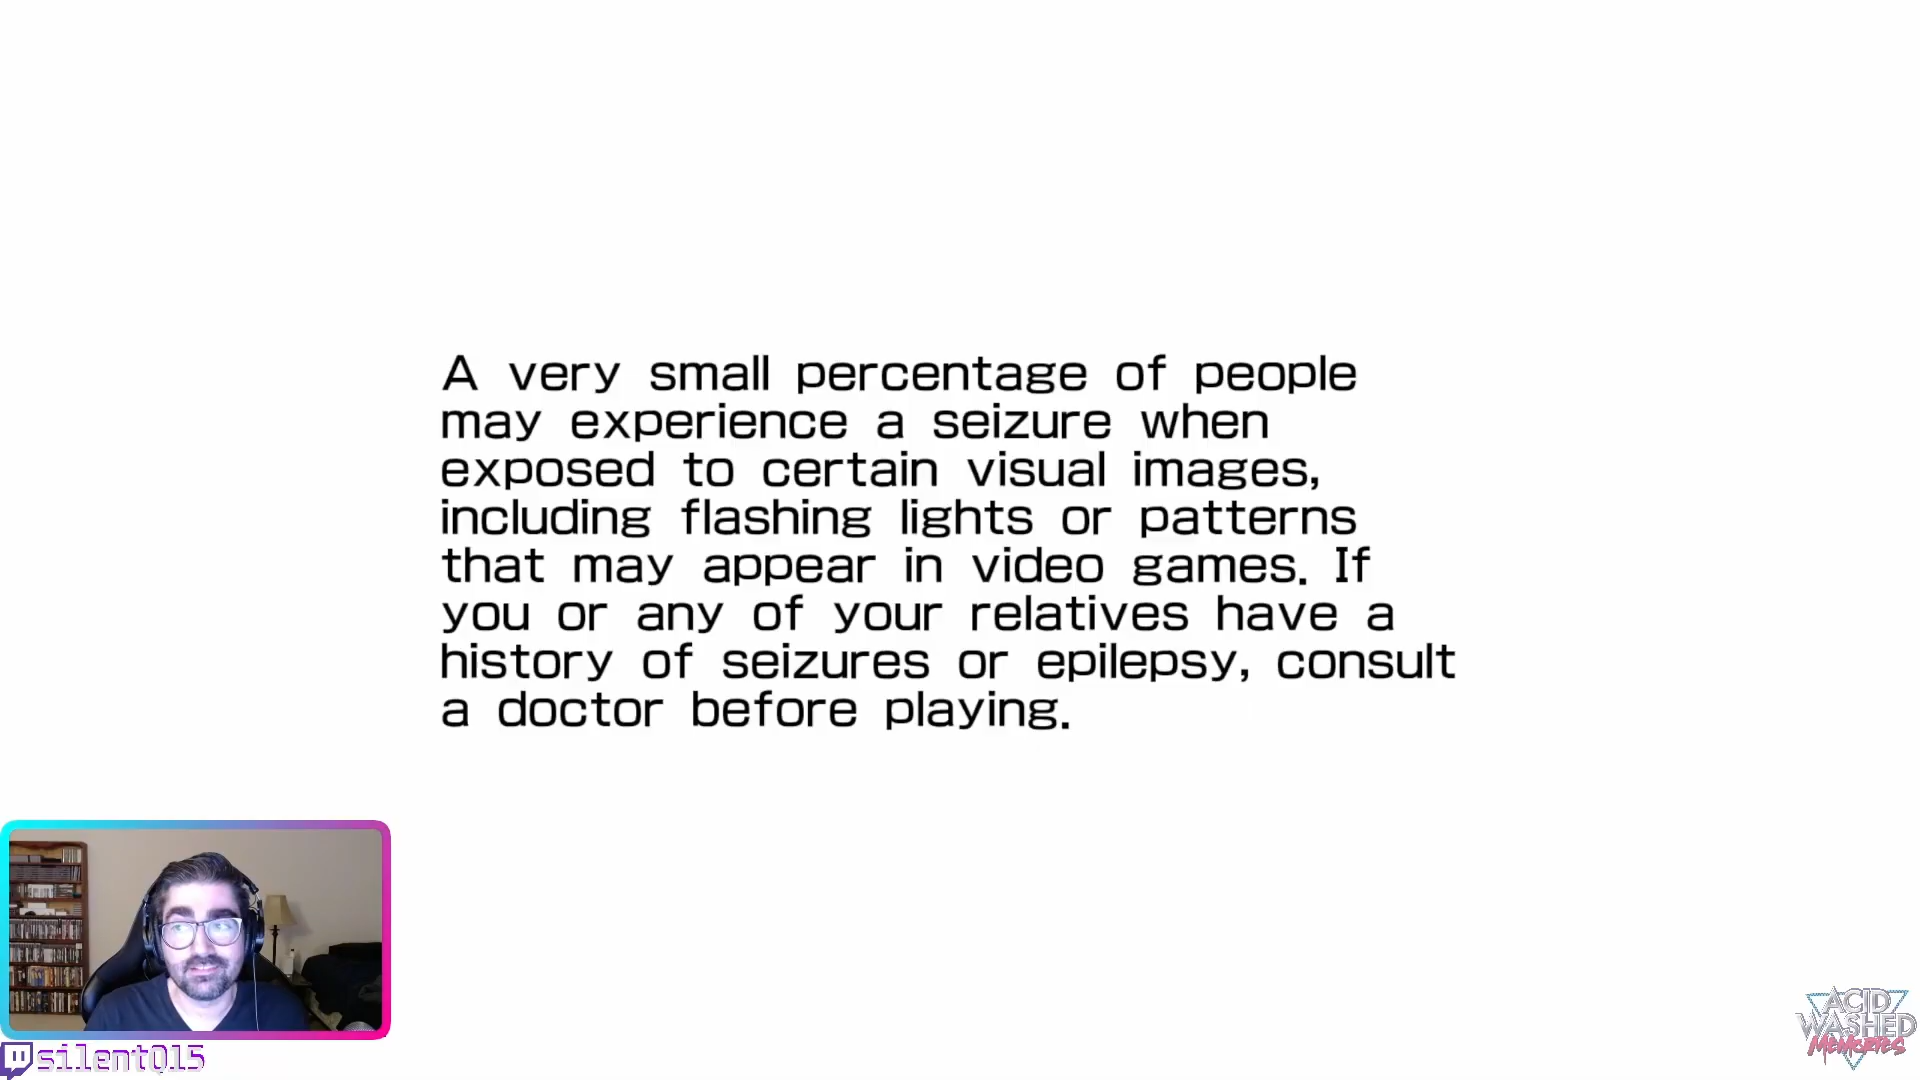 A very small percentage of people
may experience a seizure when
exposed to certain visual images,
including flashing lights or patterns
that may appear in video games. If
you or any of your relatives have a
history of seizures or epilepsy, consult
a doctor before playing.
silentQ15
ACID
WASHED
MEMORIES